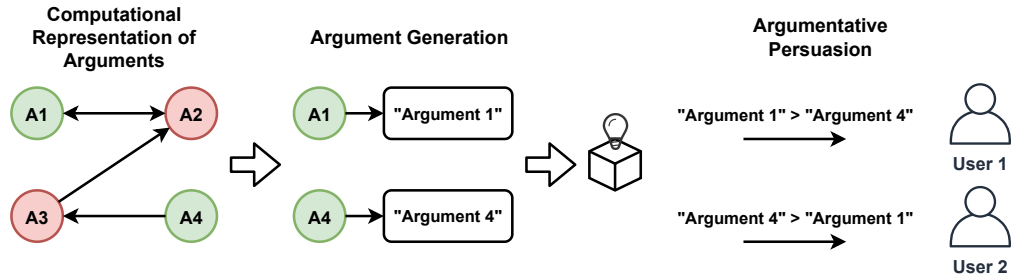 Computational
Representation of
Arguments
A1
A2
A3
A4
Argument Generation
A1
"Argument 1"
A4
"Argument 4"
Argumentative
Persuasion
"Argument 1" > "Argument 4"
User 1
"Argument 4" > "Argument 1"
User 2